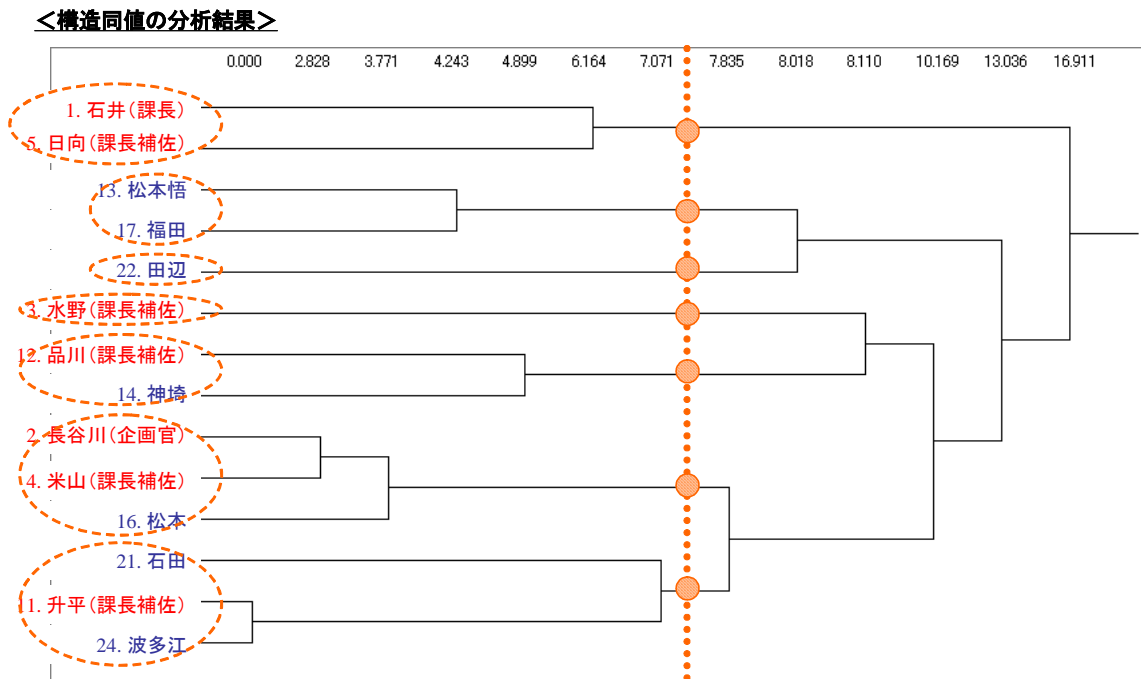 ＜構造同値の分析結果＞
0.000 2.828 3.771 4.243 4.899 6.164 7.071 7.835 8.018 8.110 10.169 13.036 16.911
1. 石井(課長)
5. 日向(課長補佐)
13. 松本悟
17. 福田
22. 田辺
3. 水野(課長補佐)
12. 品川(課長補佐)
14. 神埼
2. 長谷川(企画官)
4. 米山(課長補佐)
16. 松本
21. 石田
11. 升平(課長補佐)
24. 波多江